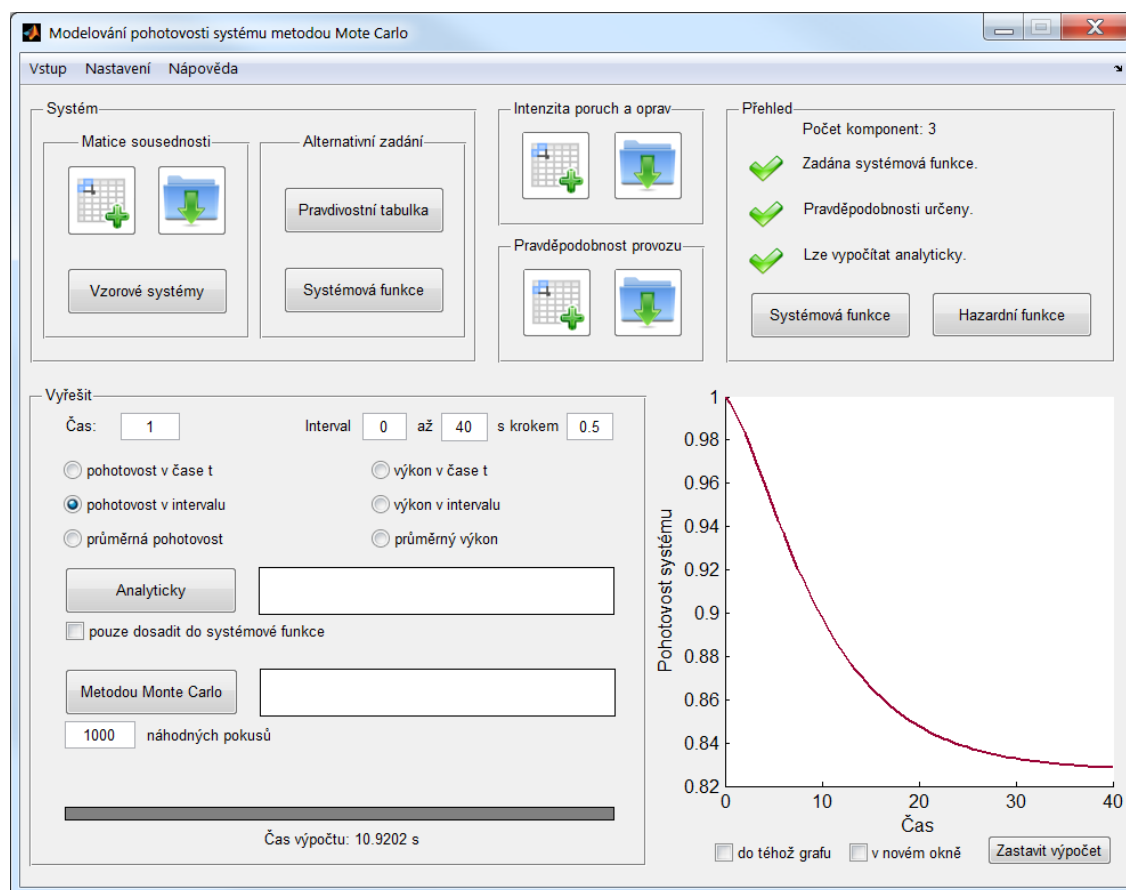 Modelování pohotovosti systému metodou Mote Carlo
Vstup Nastavení Nápověda
Systém
Matice sousednosti
Vzorové systémy
Alternativní zadání
Pravdivostní tabulka
Systémová funkce
Intenzita poruch a oprav
Pravděpodobnost provozu
Přehled
Počet komponent: 3
Zadána systémová funkce.
Pravděpodobnosti určeny.
Lze vypočítat analyticky.
Systémová funkce
Hazardní funkce
Vyřešit
Čas: 1 Interval 0 až 40 s krokem 0.5
pohotovost v čase t
výkon v čase t
pohotovost v intervalu
výkon v intervalu
průměrná pohotovost
průměrný výkon
Analyticky
pouze dosadit do systémové funkce
Metodou Monte Carlo
1000 náhodných pokusů
Čas výpočtu: 10.9202 s
Pohotovost systému
1
0.98
0.96
0.94
0.92
0.9
0.88
0.86
0.84
0.82
0 10 20 30 40
Čas
do téhož grafu
v novém okně
Zastavit výpočet